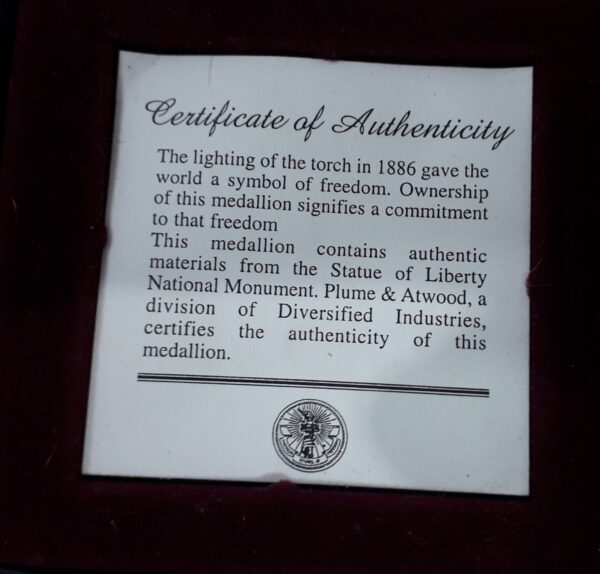 Certificate of Authenticity
The lighting of the torch in 1886 gave the
world a symbol of freedom. Ownership
of this medallion signifies a commitment
to that freedom
This medallion contains authentic
materials from the Statue of Liberty
National Monument. Plume & Atwood, a
division of Diversified Industries,
certifies the authenticity of this
medallion.